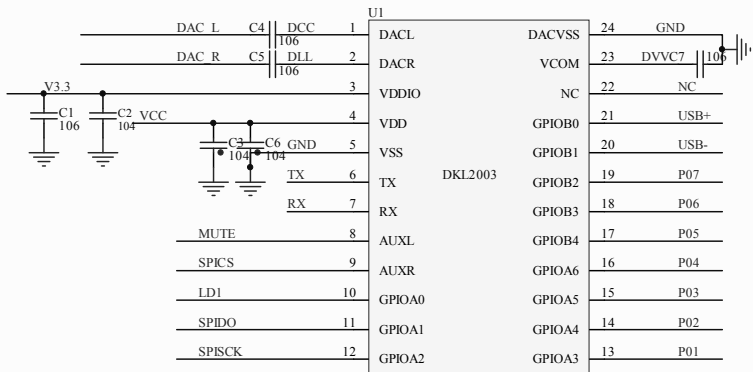 U1
DAC_L C4 DCC 1 DACL DACVSS 24 GND
106
DAC_R C5 DLL 2 DACR VCOM 23 DVVC7 106
106
V3.3 3 VDDIO NC 22 NC
C1 C2 VCC 4 VDD GPIOB0 21 USB+
106 104
C3 C6 GND 5 VSS GPIOB1 20 USB-
104 104
TX 6 TX DKL2003 GPIOB2 19 P07
RX 7 RX GPIOB3 18 P06
MUTE 8 AUXL GPIOB4 17 P05
SPICS 9 AUXR GPIOA6 16 P04
LD1 10 GPIOA0 GPIOA5 15 P03
SPIDO 11 GPIOA1 GPIOA4 14 P02
SPISCK 12 GPIOA2 GPIOA3 13 P01